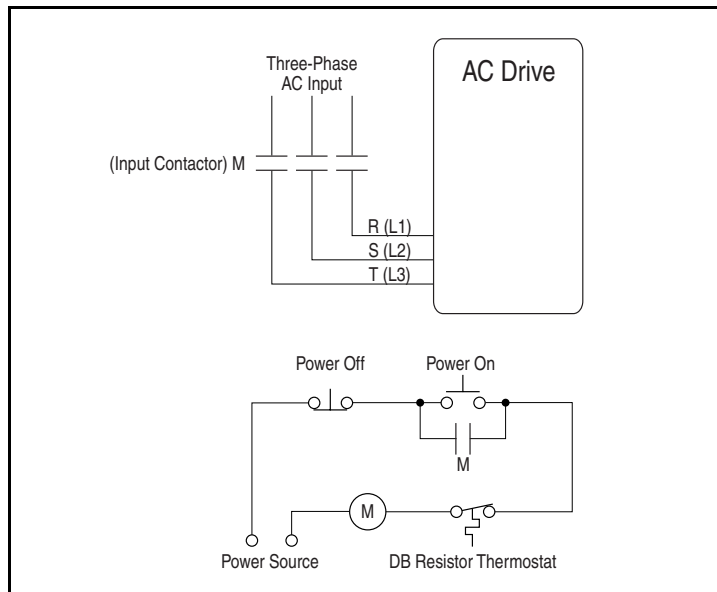 Three-Phase
AC Input
AC Drive
(Input Contactor) M
R (L1)
S (L2)
T (L3)
Power Off
Power On
M
M
Power Source
DB Resistor Thermostat